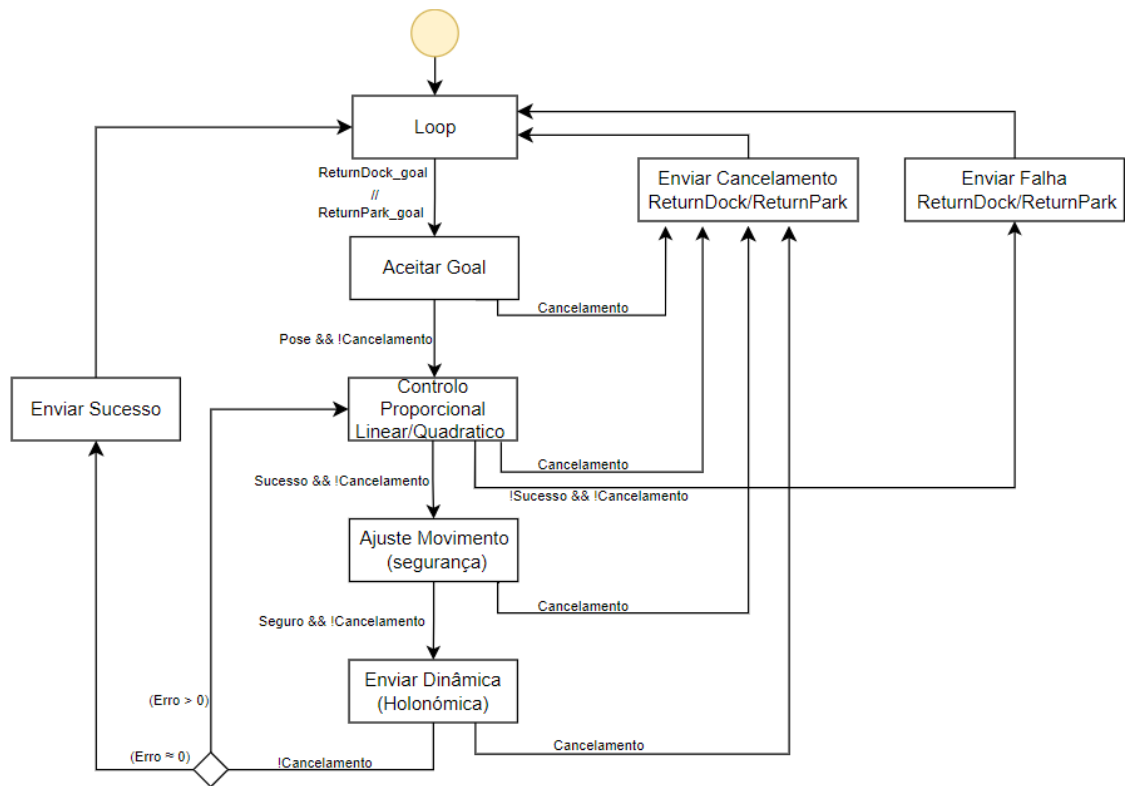 Loop
ReturnDock_goal
//
ReturnPark_goal
Enviar Cancelamento
ReturnDock/ReturnPark
Enviar Falha
ReturnDock/ReturnPark
Aceitar Goal
Cancelamento
Pose && !Cancelamento
Enviar Sucesso
Controlo
Proporcional
Linear/Quadratico
Cancelamento
Sucesso && !Cancelamento
!Sucesso && !Cancelamento
Ajuste Movimento
(segurança)
Cancelamento
Seguro && !Cancelamento
Enviar Dinâmica
(Holonómica)
(Erro > 0)
Cancelamento
(Erro ≈ 0)
!Cancelamento